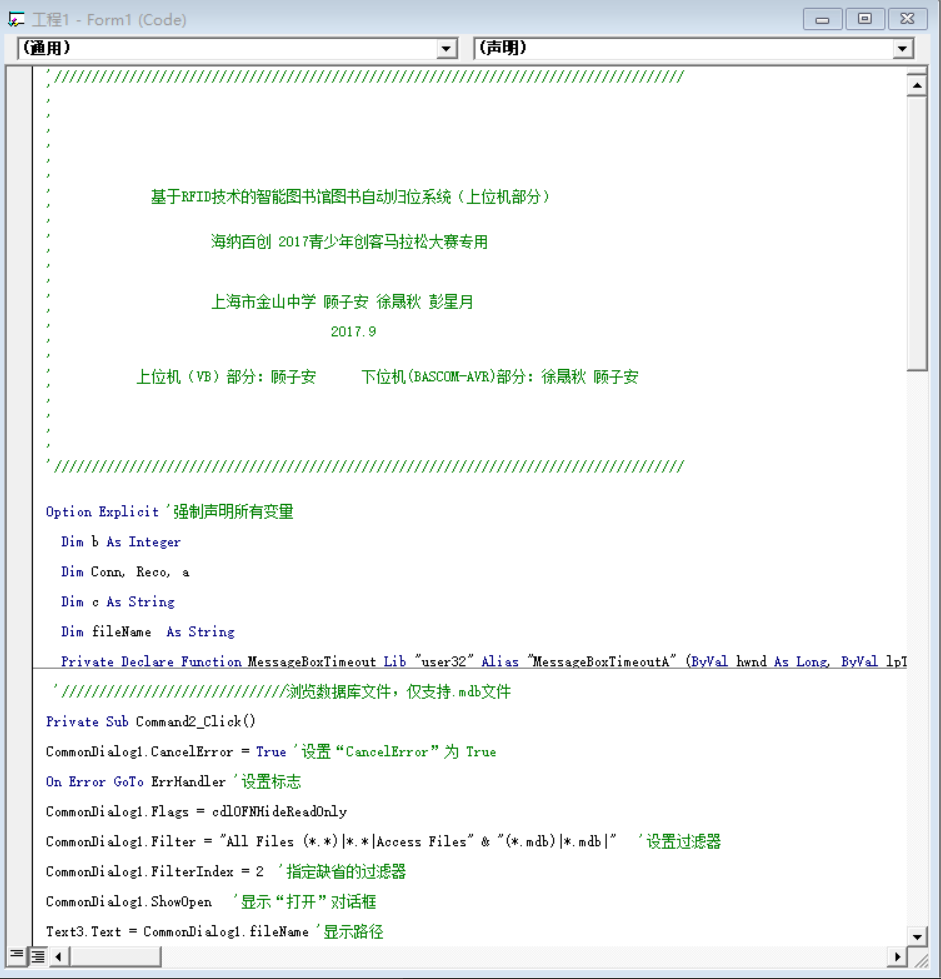 工程1 - Form1 (Code)
(通用) (声明)
'////////////////////////////////////////////////////////////////////////////////////
'
'
'
'
'
'
'
' 基于RFID技术的智能图书馆图书自动归位系统（上位机部分）
'
'
' 海纳百创 2017青少年创客马拉松大赛专用
'
'
'
' 上海市金山中学 顾子安 徐晟秋 彭星月
'
' 2017.9
'
'
' 上位机（VB）部分：顾子安 下位机(BASCOM-AVR)部分：徐晟秋 顾子安
'
'
'
'
'
'////////////////////////////////////////////////////////////////////////////////////
Option Explicit '强制声明所有变量
Dim b As Integer
Dim Conn, Reco, a
Dim c As String
Dim fileName As String
Private Declare Function MessageBoxTimeout Lib "user32" Alias "MessageBoxTimeoutA" (ByVal hwnd As Long, ByVal lpT
'//////////////////////////////浏览数据库文件，仅支持.mdb文件
Private Sub Command2_Click()
CommonDialog1.CancelError = True '设置“CancelError”为 True
On Error GoTo ErrHandler '设置标志
CommonDialog1.Flags = cdlOFNHideReadOnly
CommonDialog1.Filter = "All Files (*.*)|*.*|Access Files" & "(*.mdb)|*.mdb|" '设置过滤器
CommonDialog1.FilterIndex = 2 '指定缺省的过滤器
CommonDialog1.ShowOpen '显示“打开”对话框
Text3.Text = CommonDialog1.fileName '显示路径